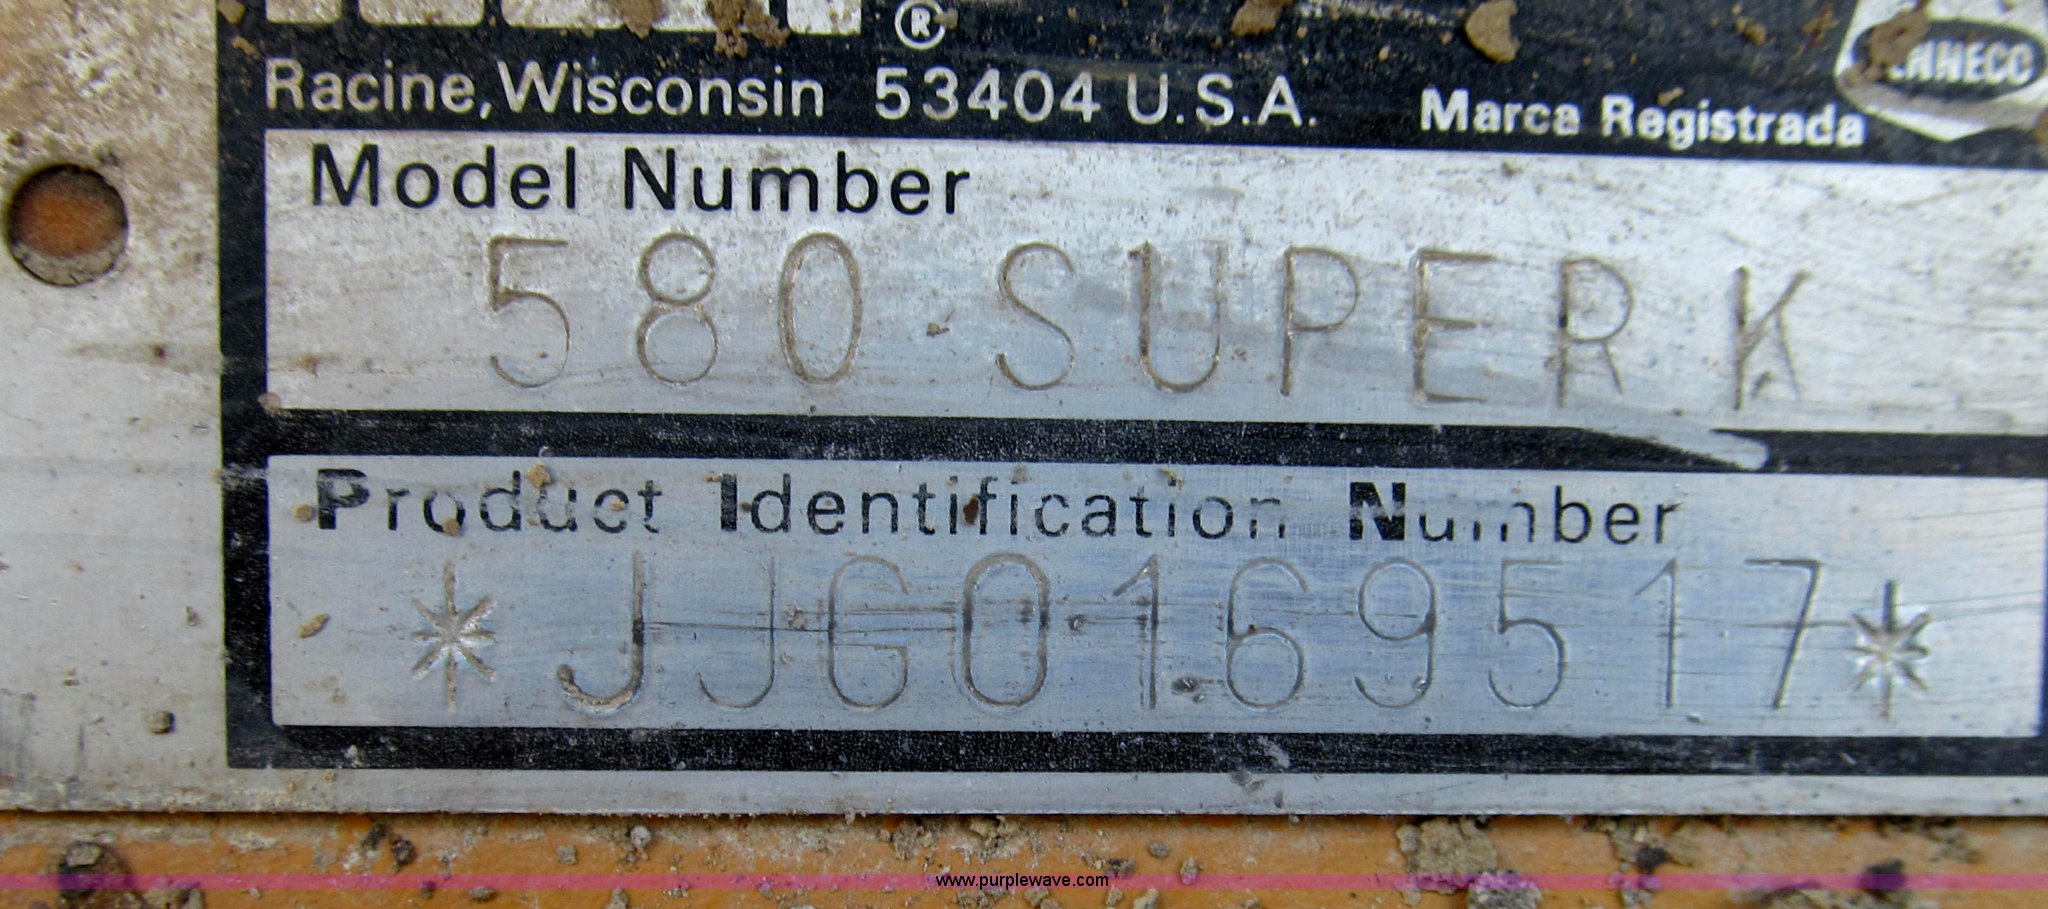 ®
Racine, Wisconsin 53404 U.S.A.
Marca Registrada
Model Number
580 SUPER K
Product Identification Number
*JJG0169517*
www.purplewave.com